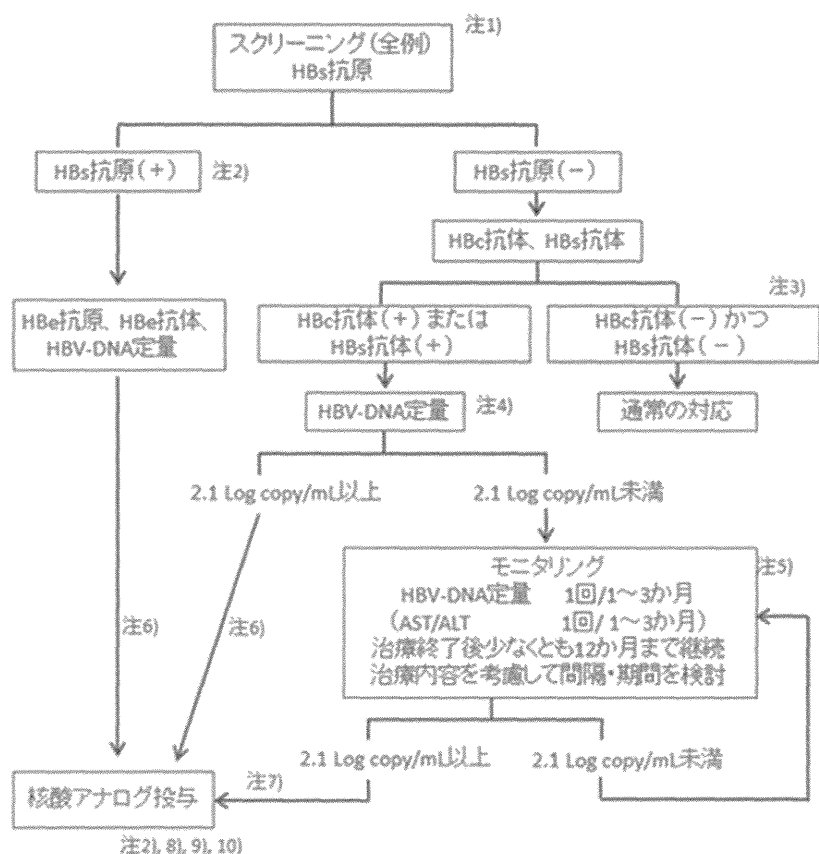 注1)
スクリーニング(全例)
HBs抗原
HBs抗原(+)
注2)
HBs抗原(-)
HBc抗体、HBs抗体
注3)
HBe抗原、HBe抗体、
HBV-DNA定量
HBc抗体(+)または
HBs抗体(+)
HBc抗体(-)かつ
HBs抗体(-)
HBV-DNA定量
注4)
通常の対応
2.1 Log copy/mL以上
2.1 Log copy/mL未満
モニタリング
注5)
HBV-DNA定量 1回/1~3か月
(AST/ALT 1回/1~3か月)
治療終了後少なくとも12か月まで継続
治療内容を考慮して間隔・期間を検討
注6)
注6)
2.1 Log copy/mL以上
2.1 Log copy/mL未満
注7)
核酸アナログ投与
注2), 8), 9), 10)